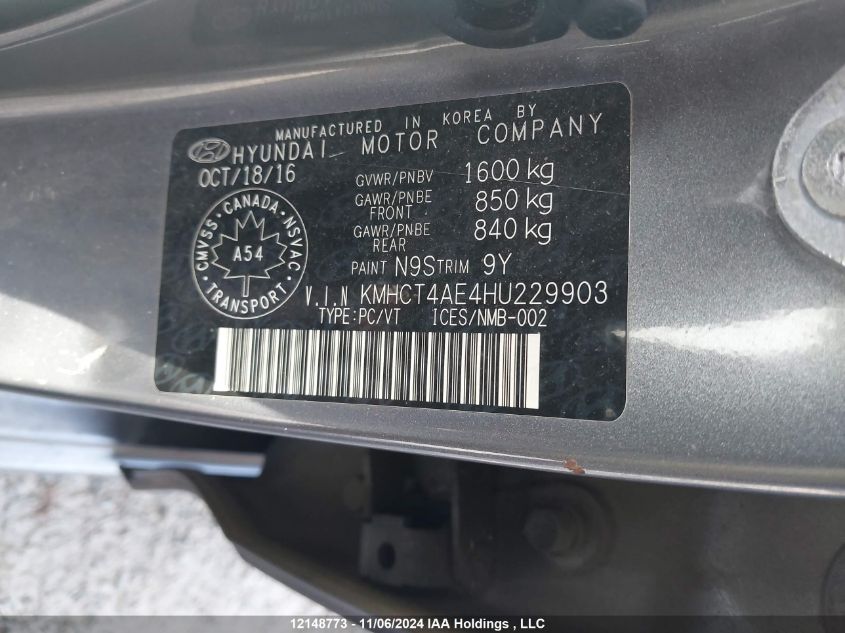 MANUFACTURED IN KOREA BY
HYUNDAI MOTOR COMPANY
OCT/18/16
GVWR/PNBV 1600 kg
GAWR/PNBE FRONT 850 kg
GAWR/PNBE REAR 840 kg
CMVSS · CANADA · NSVAC
A54
TRANSPORT
PAINT N9S TRIM 9Y
V.I.N KMHCT4AE4HU229903
TYPE:PC/VT ICES/NMB-002
12148773 - 11/06/2024 IAA Holdings , LLC